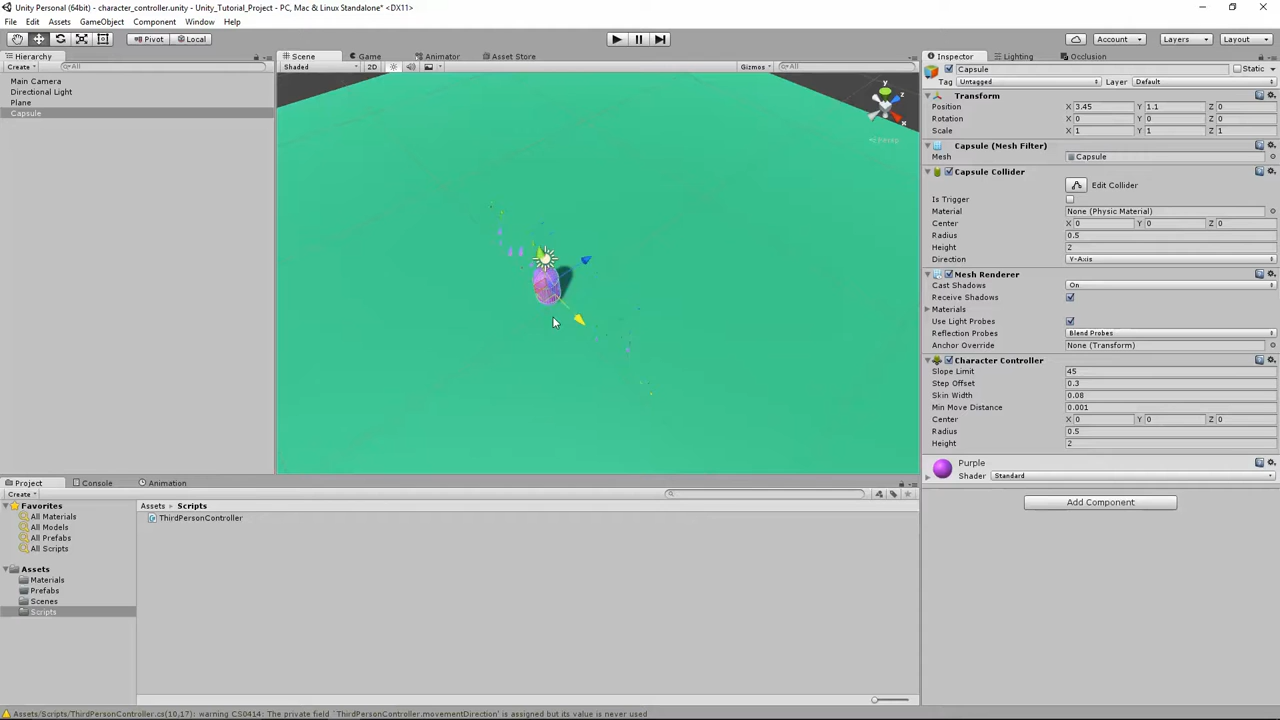 Unity Personal (64bit) - character_controller.unity - Unity_Tutorial_Project - PC, Mac & Linux Standalone* <DX11>
File Edit Assets GameObject Component Window Help
Pivot Local Account Layers Layout
Hierarchy
Create All
Main Camera
Directional Light
Plane
Capsule
Scene Game Animator Asset Store
Shaded 2D Gizmos All
y
z
x
Persp
Inspector Lighting Occlusion
Capsule Static
Tag Untagged Layer Default
Transform
Position X 3.45 Y 1.1 Z 0
Rotation X 0 Y 0 Z 0
Scale X 1 Y 1 Z 1
Capsule (Mesh Filter)
Mesh Capsule
Capsule Collider
Edit Collider
Is Trigger
Material None (Physic Material)
Center X 0 Y 0 Z 0
Radius 0.5
Height 2
Direction Y-Axis
Mesh Renderer
Cast Shadows On
Receive Shadows
Materials
Use Light Probes
Reflection Probes Blend Probes
Anchor Override None (Transform)
Character Controller
Slope Limit 45
Step Offset 0.3
Skin Width 0.08
Min Move Distance 0.001
Center X 0 Y 0 Z 0
Radius 0.5
Height 2
Purple
Shader Standard
Add Component
Project Console Animation
Create
Favorites
All Materials
All Models
All Prefabs
All Scripts
Assets
Materials
Prefabs
Scenes
Scripts
Assets Scripts
ThirdPersonController
Assets/Scripts/ThirdPersonController.cs(10,17): warning CS0414: The private field `ThirdPersonController.movementDirection' is assigned but its value is never used